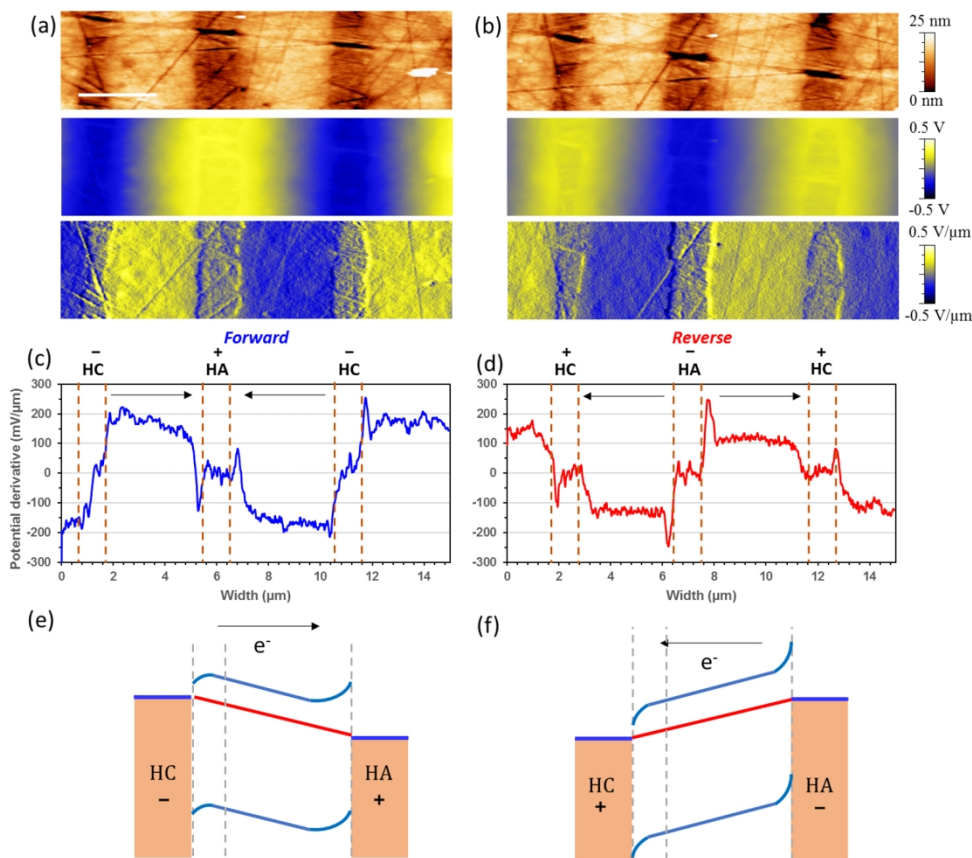 (a)
(b)
25 nm
0 nm
0.5 V
-0.5 V
0.5 V/µm
-0.5 V/µm
Forward
Reverse
(c)
– + –
HC HA HC
(d)
+ – +
HC HA HC
Potential derivative (mV/µm)
300
200
100
0
-100
-200
-300
0 2 4 6 8 10 12 14
Width (µm)
300
200
100
0
-100
-200
-300
0 2 4 6 8 10 12 14
Width (µm)
(e)
e-
HC
–
HA
+
(f)
e-
HC
+
HA
–